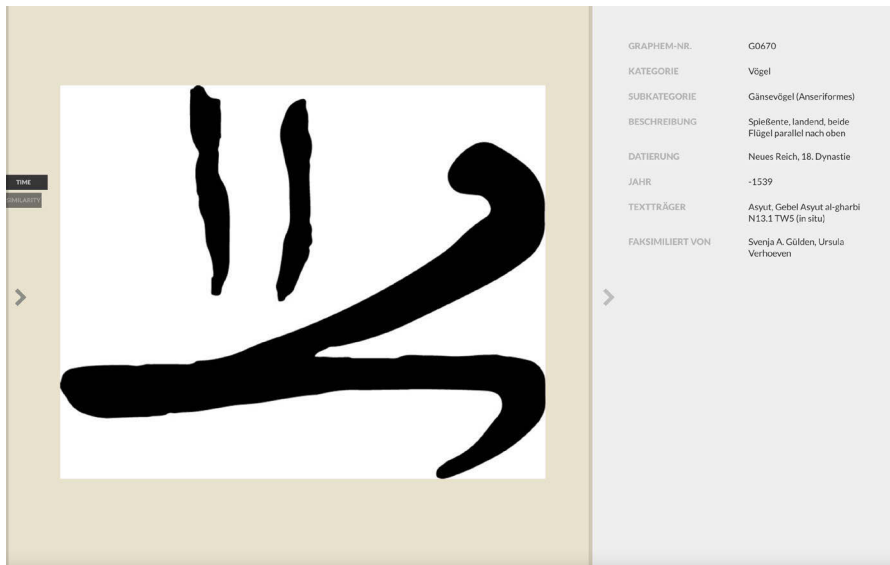 TIME
SIMILARITY
GRAPHEM-NR. G0670
KATEGORIE Vögel
SUBKATEGORIE Gänsevögel (Anseriformes)
BESCHREIBUNG Spießente, landend, beide
Flügel parallel nach oben
DATIERUNG Neues Reich, 18. Dynastie
JAHR -1539
TEXTTRÄGER Asyut, Gebel Asyut al-gharbi
N13.1 TW5 (in situ)
FAKSIMILIERT VON Svenja A. Gülden, Ursula
Verhoeven